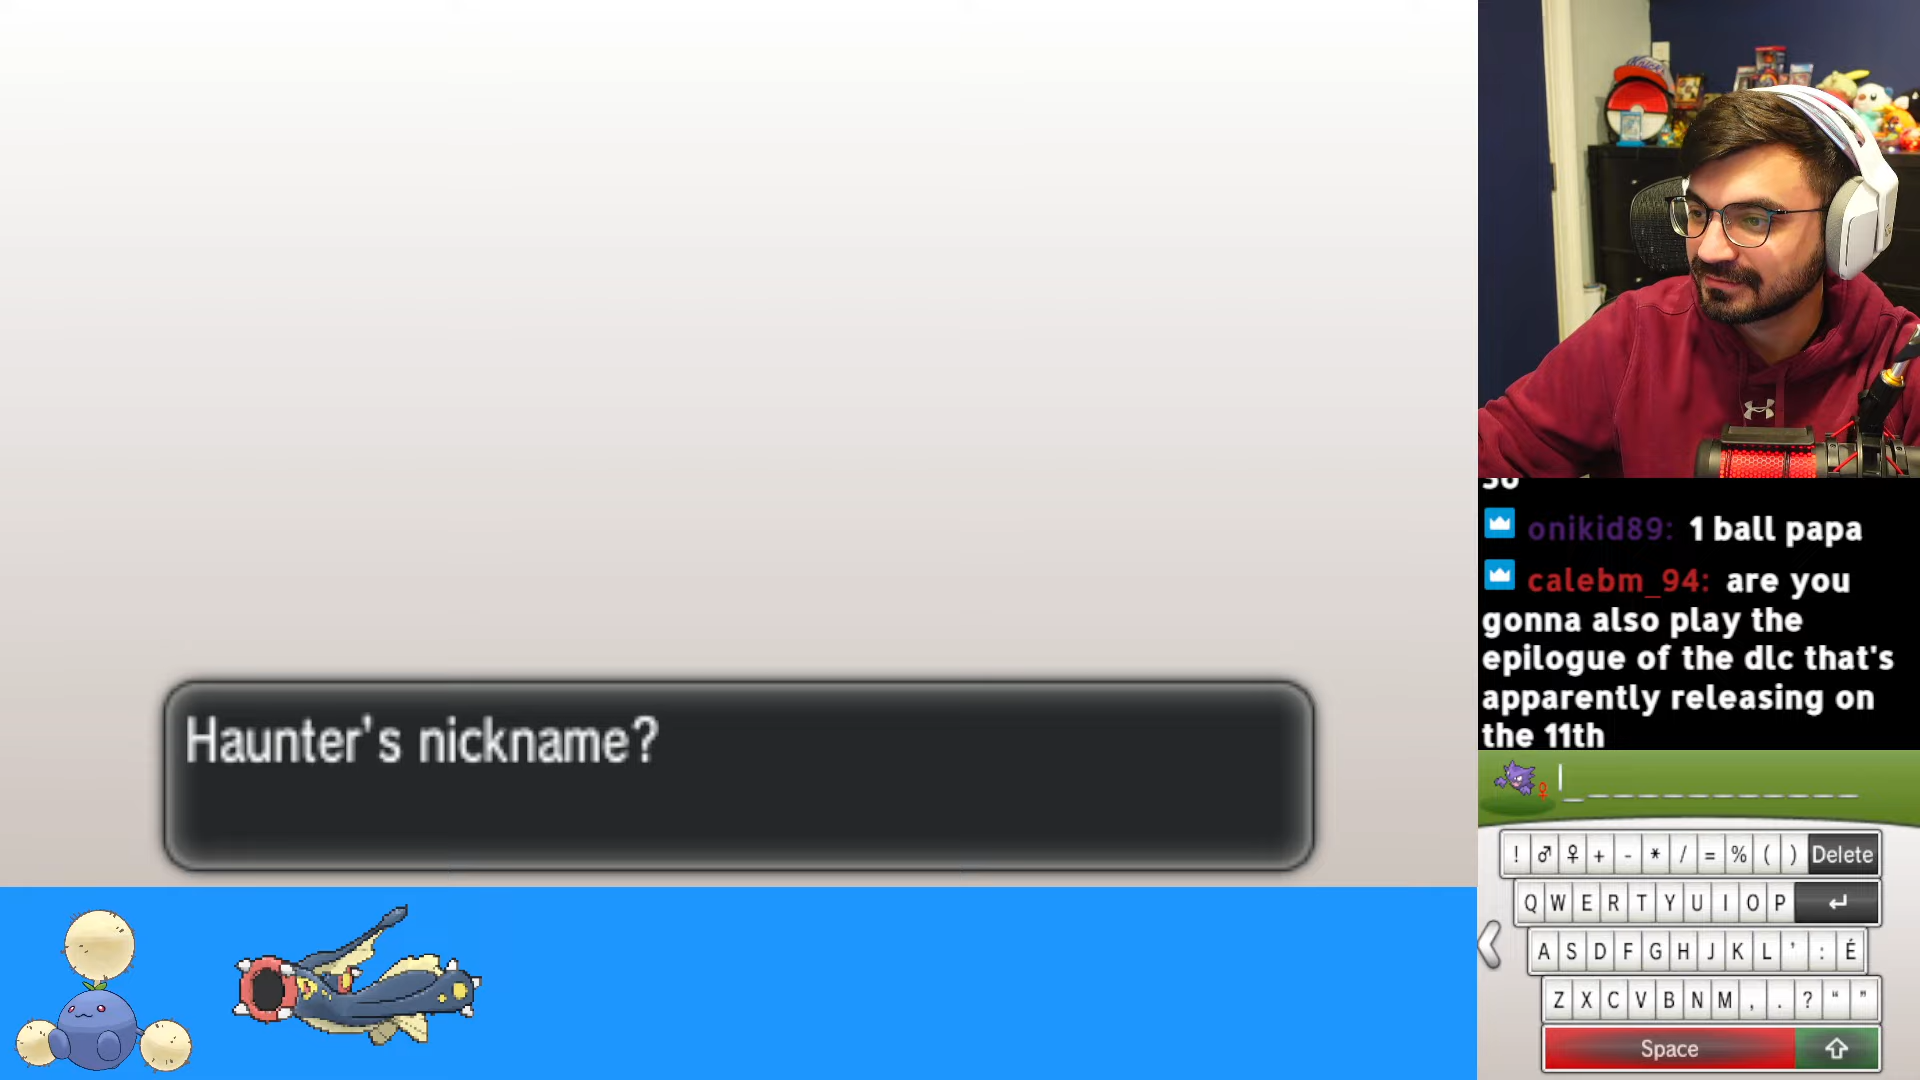 Haunter's nickname?
onikid89: 1 ball papa
calebm_94: are you
gonna also play the
epilogue of the dlc that's
apparently releasing on
the 11th
! ♂ ♀ + - * / = % ( ) Delete
Q W E R T Y U I O P
A S D F G H J K L ' : É
Z X C V B N M , . ? “ ”
Space